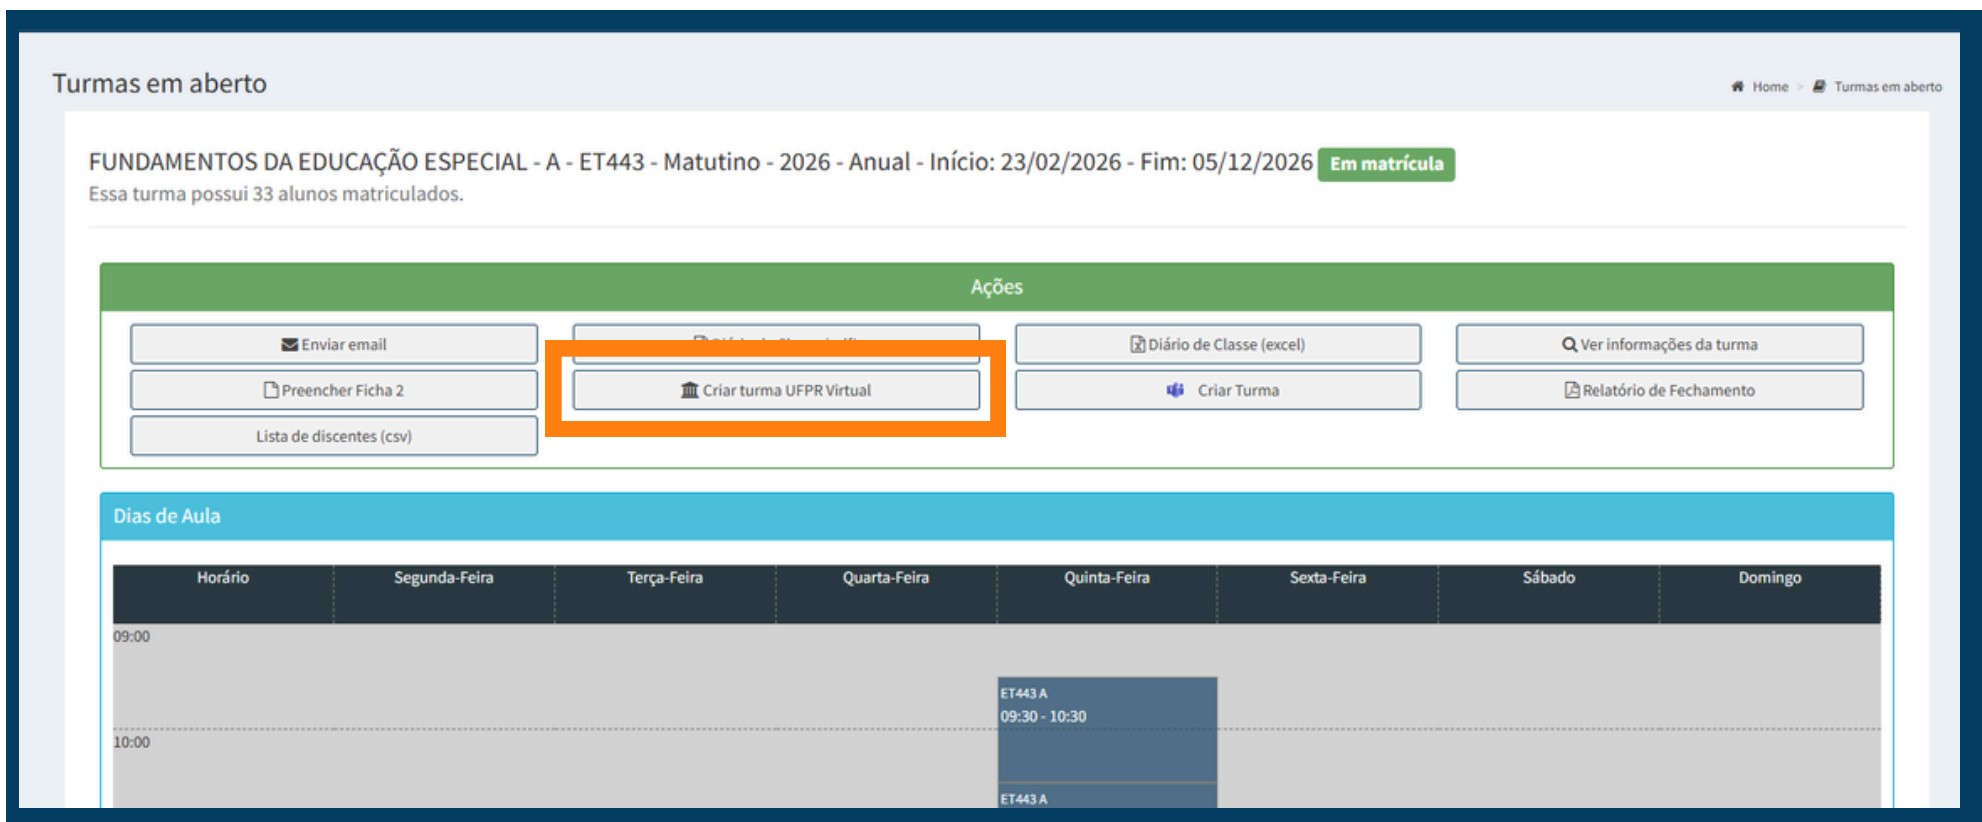 Turmas em aberto
Home > Turmas em aberto
FUNDAMENTOS DA EDUCAÇÃO ESPECIAL - A - ET443 - Matutino - 2026 - Anual - Início: 23/02/2026 - Fim: 05/12/2026 Em matrícula
Essa turma possui 33 alunos matriculados.
Ações
Enviar email
Diário de Classe (excel)
Ver informações da turma
Preencher Ficha 2
Criar turma UFPR Virtual
Criar Turma
Relatório de Fechamento
Lista de discentes (csv)
Dias de Aula
Horário Segunda-Feira Terça-Feira Quarta-Feira Quinta-Feira Sexta-Feira Sábado Domingo
09:00
ET443 A
09:30 - 10:30
10:00
ET443 A